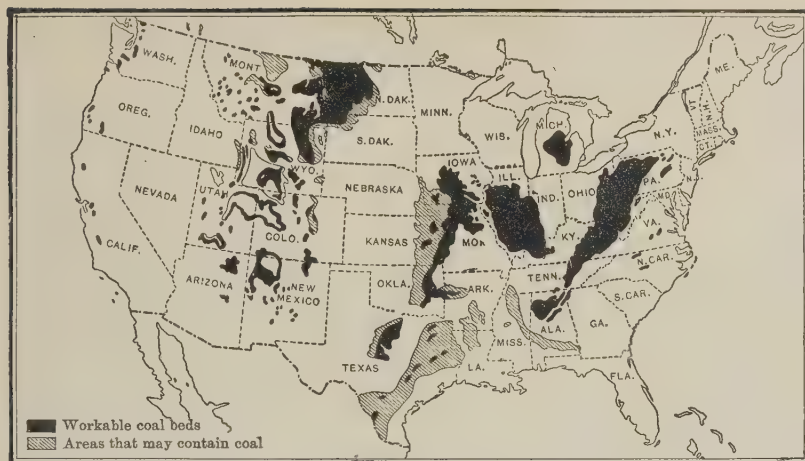 WASH.
MONT
N.DAK.
MINN.
ME.
OREG.
IDAHO
S.DAK.
WIS.
MICH.
N.Y.
VT.
N.H.
MASS.
CT.
WYO.
IOWA
NEVADA
UTAH
NEBRASKA
ILL.
IND.
OHIO
PA.
N.J.
MD.
CALIF.
COLO.
KANSAS
MO.
KY.
VA.
ARIZONA
NEW
MEXICO
OKLA.
ARK.
TENN.
N.CAR.
S.CAR.
TEXAS
LA.
MISS.
ALA.
GA.
FLA.
Workable coal beds
Areas that may contain coal